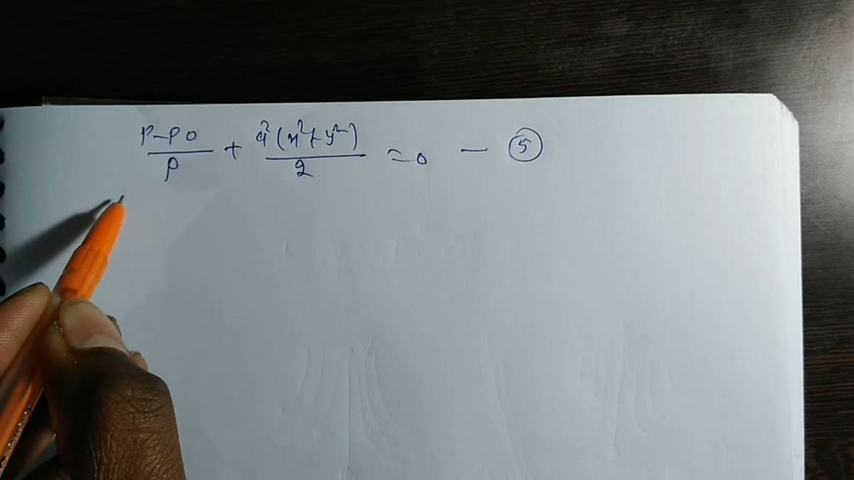 (P-P0)/ρ + a²(x²+y²)/2 = 0 - ⑤